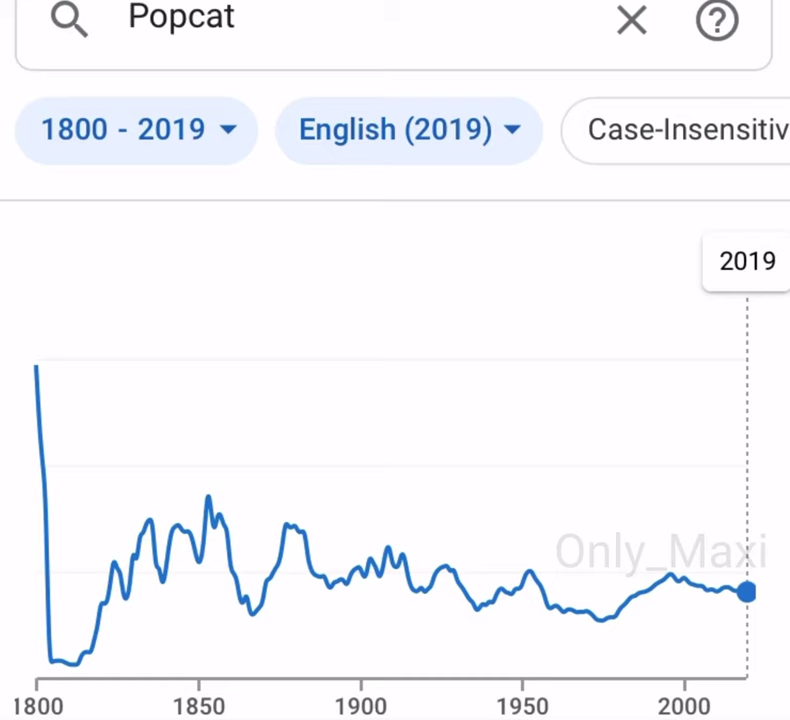 Popcat
1800 - 2019
English (2019)
Case-Insensitiv
2019
Only_Maxi
1800 1850 1900 1950 2000